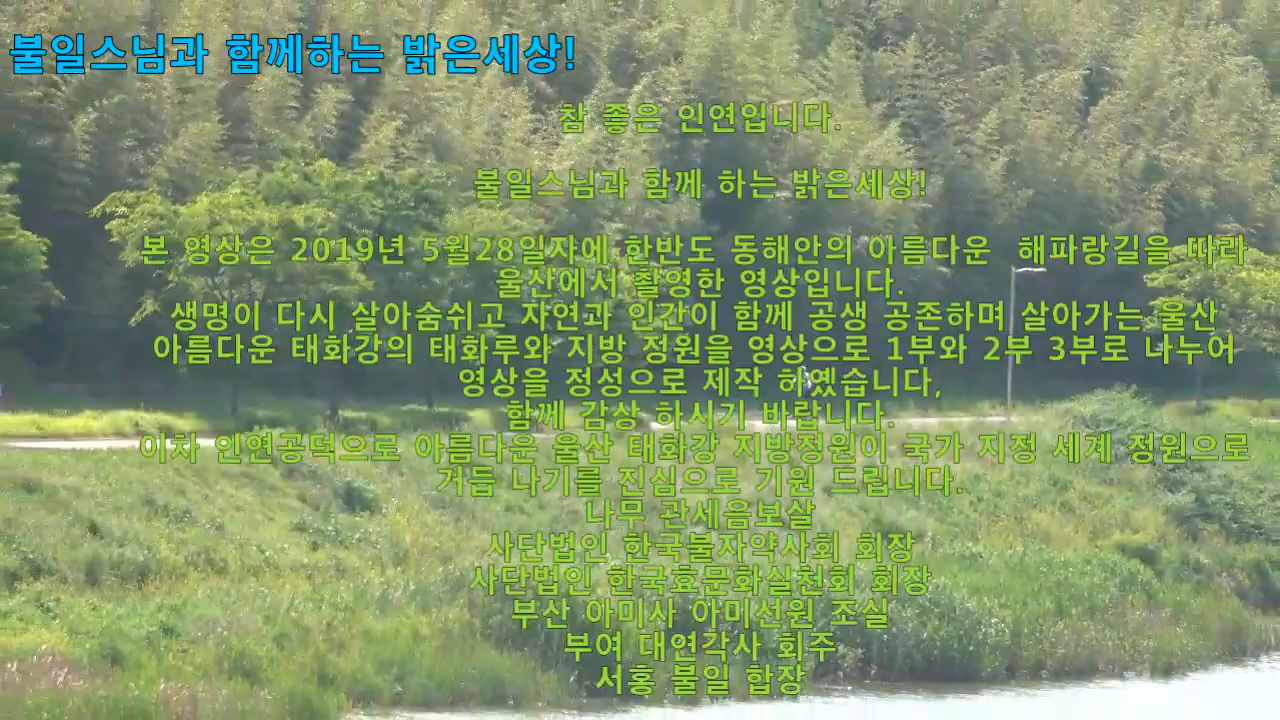 불일스님과 함께하는 밝은세상!
참 좋은 인연입니다.
불일스님과 함께 하는 밝은세상!
본 영상은 2019년 5월28일자에 한반도 동해안의 아름다운 해파랑길을 따라
울산에서 촬영한 영상입니다.
생명이 다시 살아숨쉬고 자연과 인간이 함께 공생 공존하며 살아가는 울산
아름다운 태화강의 태화루와 지방 정원을 영상으로 1부와 2부 3부로 나누어
영상을 정성으로 제작 하옜습니다,
함께 감상 하시기 바랍니다.
이차 인연공덕으로 아름다운 울산 태화강 지방정원이 국가 지정 세계 정원으로
거듭 나기를 진심으로 기원 드립니다.
나무 관세음보살
사단법인 한국불자약사회 회장
사단법인 한국효문화실천회 회장
부산 아미사 아미선원 조실
부여 대연각사 회주
서홍 불일 합장